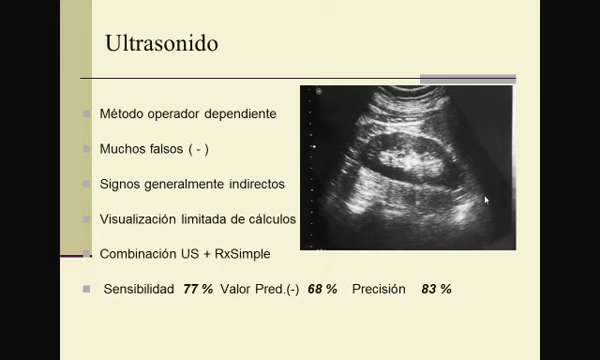 Ultrasonido
Método operador dependiente
Muchos falsos ( - )
Signos generalmente indirectos
Visualización limitada de cálculos
Combinación US + RxSimple
Sensibilidad 77 % Valor Pred.(-) 68 % Precisión 83 %